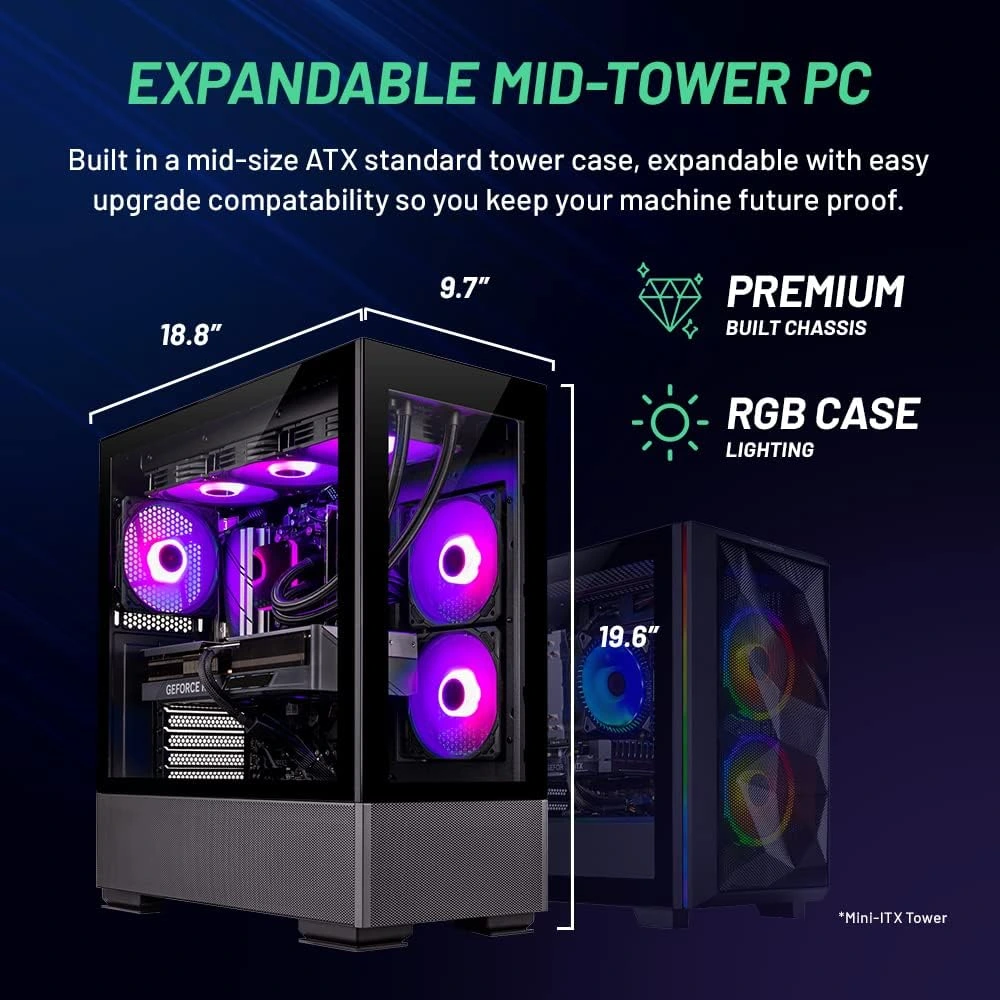 EXPANDABLE MID-TOWER PC
Built in a mid-size ATX standard tower case, expandable with easy
upgrade compatability so you keep your machine future proof.
9.7”
18.8”
PREMIUM
BUILT CHASSIS
RGB CASE
LIGHTING
19.6”
GEFORCE
*Mini-ITX Tower